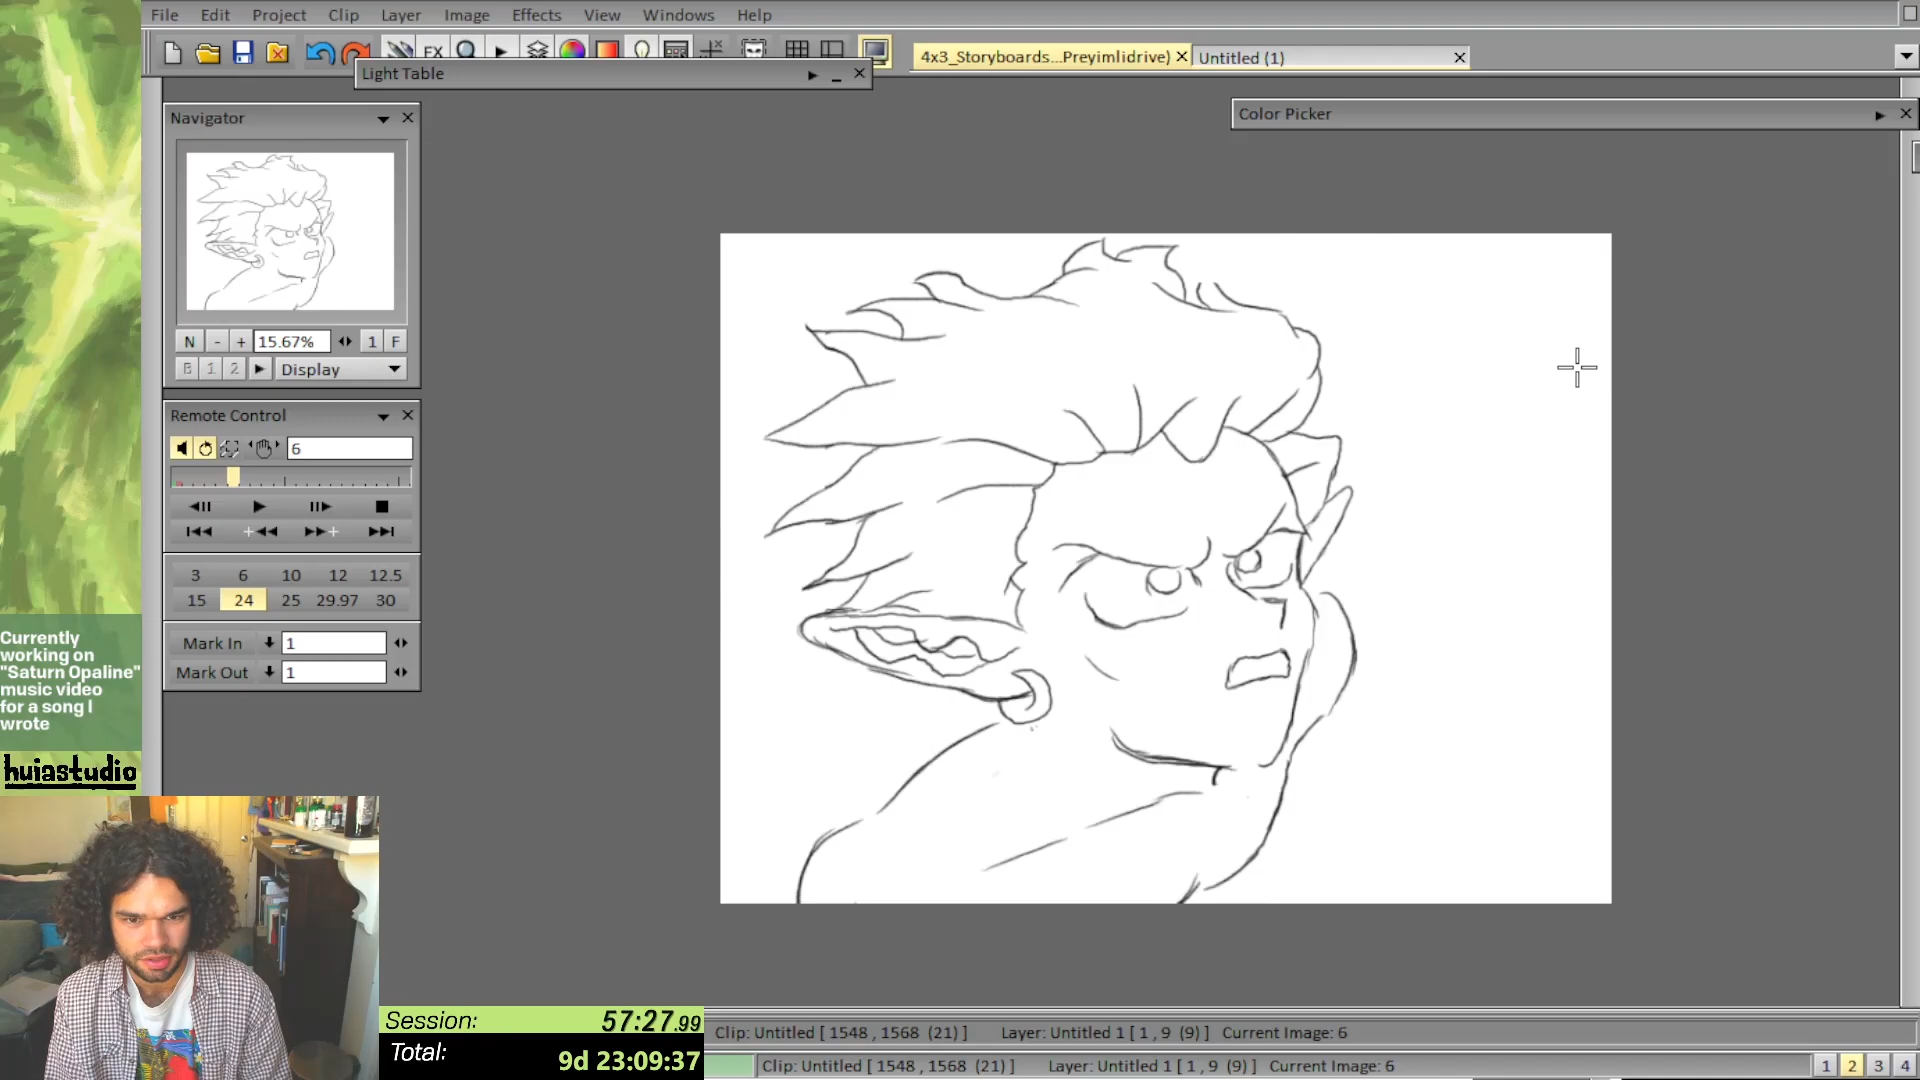 File Edit Project Clip Layer Image Effects View Windows Help
FX
4x3_Storyboards...Preyimlidrive)
Untitled (1)
Light Table
Navigator
Color Picker
N - + 15.67% 1 F
B 1 2 Display
Remote Control
6
3 6 10 12 12.5
15 24 25 29.97 30
Mark In 1
Mark Out 1
Currently
working on
"Saturn Opaline"
music video
for a song I
wrote
huiastudio
Session: 57:27.99
Total: 9d 23:09:37
Clip: Untitled [ 1548 , 1568 (21) ] Layer: Untitled 1 [ 1 , 9 (9) ] Current Image: 6
Clip: Untitled [ 1548 , 1568 (21) ] Layer: Untitled 1 [ 1 , 9 (9) ] Current Image: 6
1 2 3 4